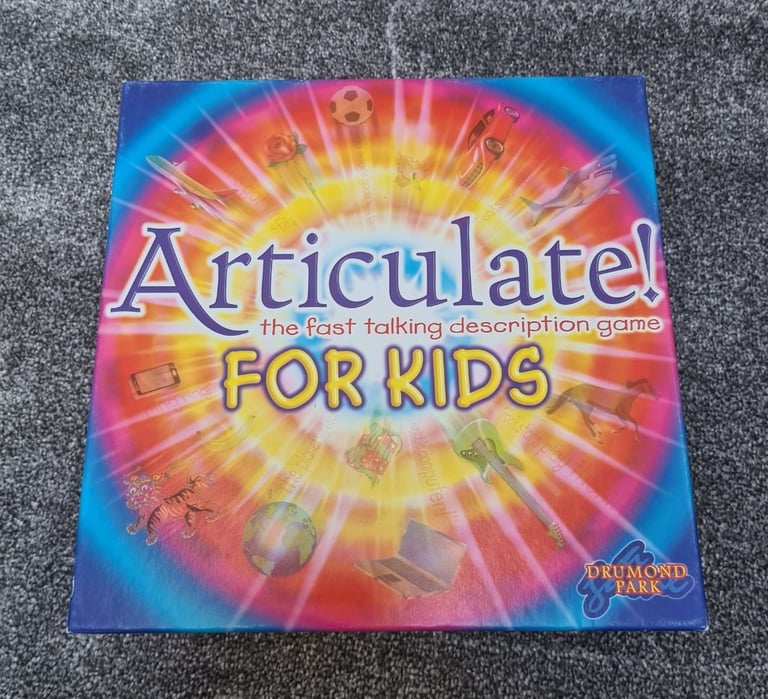 Articulate!
the fast talking description game
FOR KIDS
DRUMOND
PARK